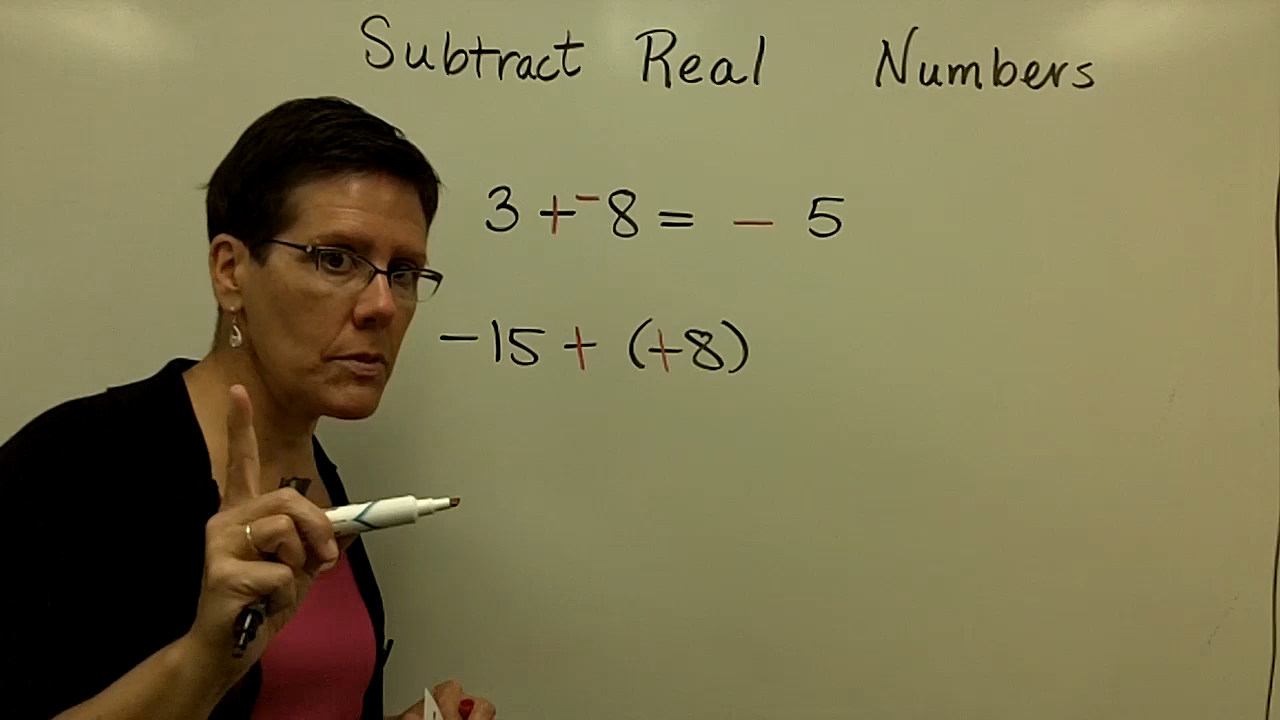 Subtract Real Numbers
3 + ⁻8 = - 5
-15 + (+8)